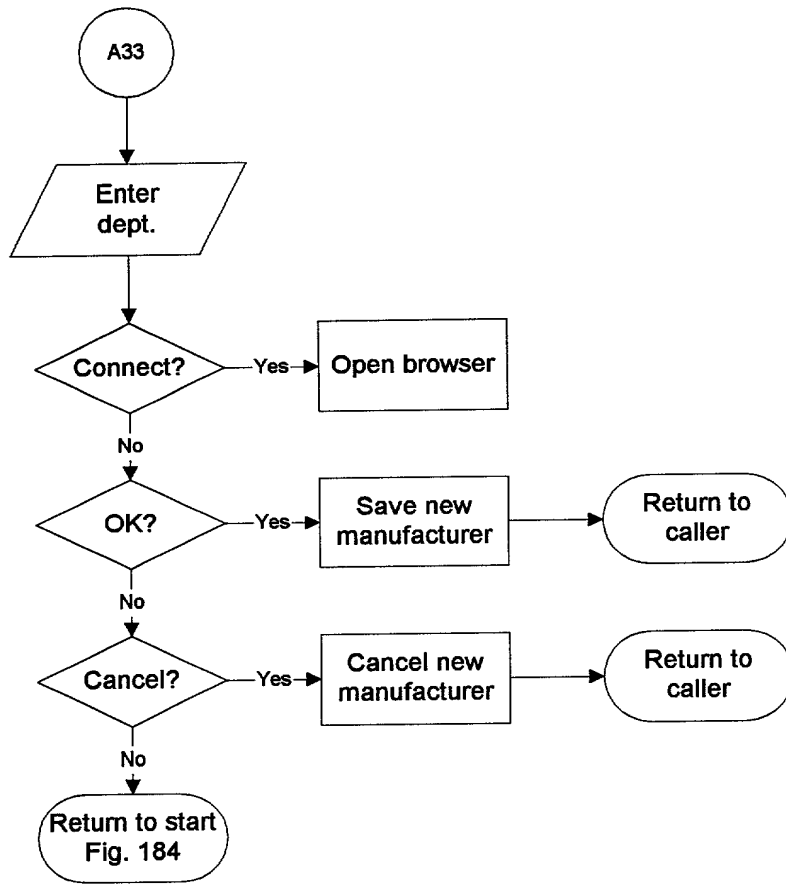 A33
Enter
dept.
Connect?
Yes
Open browser
No
OK?
Yes
Save new
manufacturer
Return to
caller
No
Cancel?
Yes
Cancel new
manufacturer
Return to
caller
No
Return to start
Fig. 184